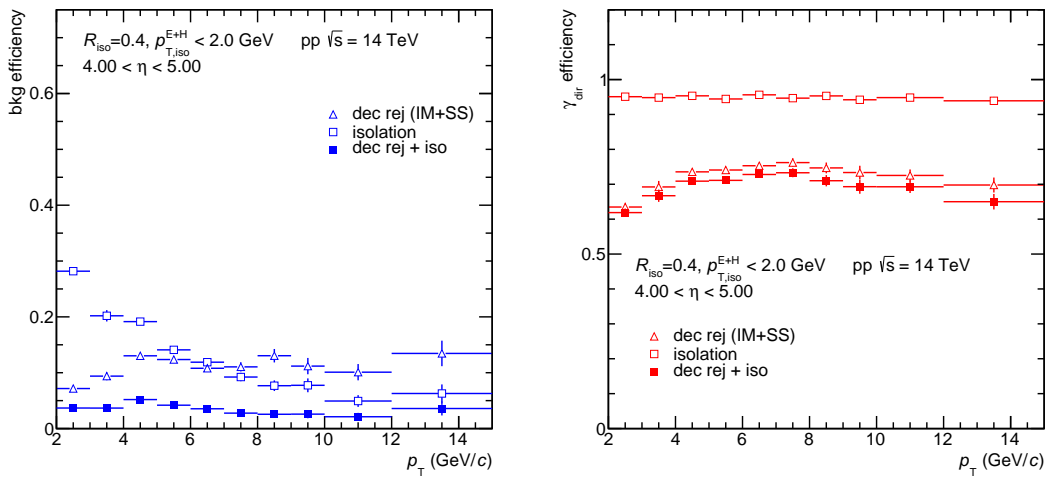 bkg efficiency
0.6
0.4
0.2
0
R_iso=0.4, p_T,iso^E+H < 2.0 GeV pp √s = 14 TeV
4.00 < η < 5.00
dec rej (IM+SS)
isolation
dec rej + iso
2 4 6 8 10 12 14
p_T (GeV/c)
γ_dir efficiency
1
0.5
0
R_iso=0.4, p_T,iso^E+H < 2.0 GeV pp √s = 14 TeV
4.00 < η < 5.00
dec rej (IM+SS)
isolation
dec rej + iso
2 4 6 8 10 12 14
p_T (GeV/c)